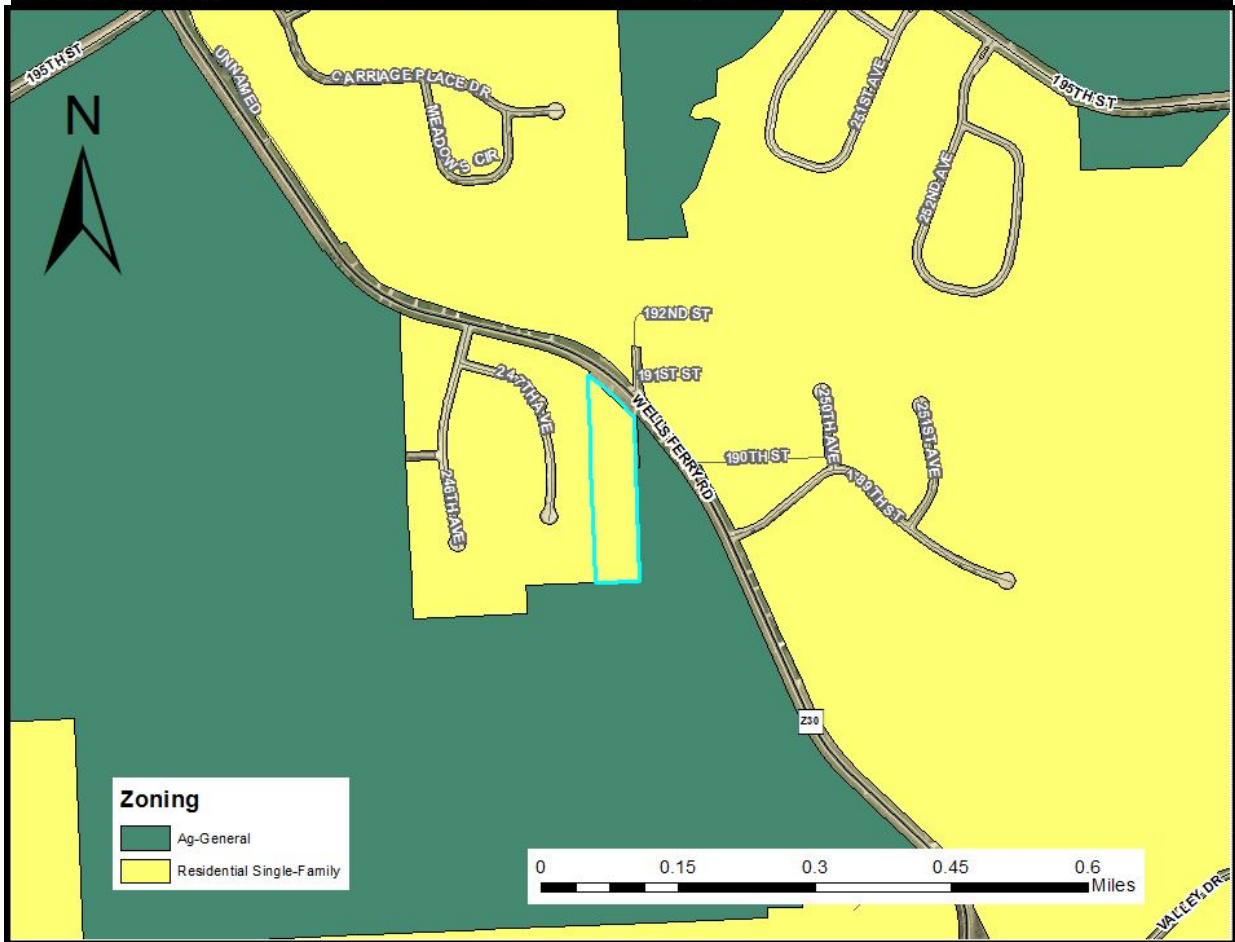 195TH ST
UNNAMED
CARRIAGE PLACE DR
251ST AVE
195TH ST
N
MEADOWS CIR
252ND AVE
192ND ST
247TH AVE
191ST ST
WELLS FERRY RD
250TH AVE
251ST AVE
190TH ST
246TH AVE
189TH ST
Z30
Zoning
Ag-General
Residential Single-Family
0 0.15 0.3 0.45 0.6
Miles
VALLEY DR